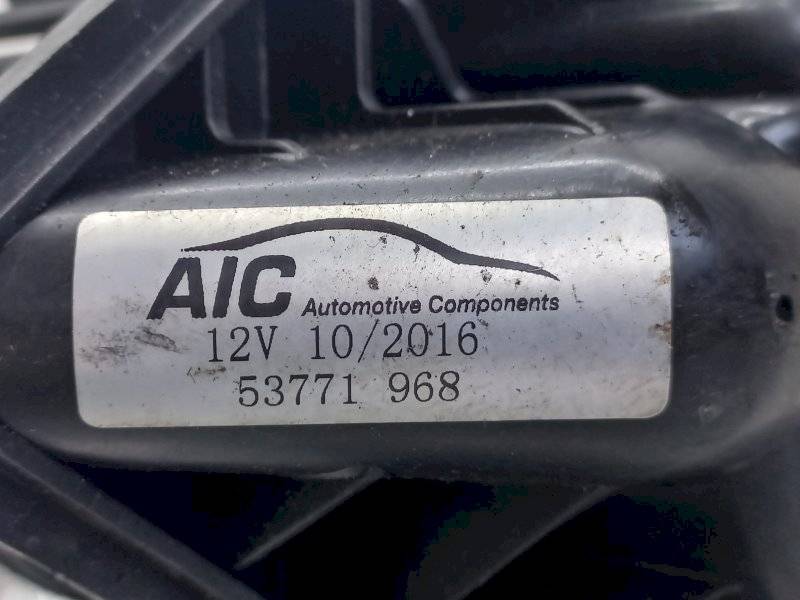 AIC Automotive Components
12V 10/2016
53771 968